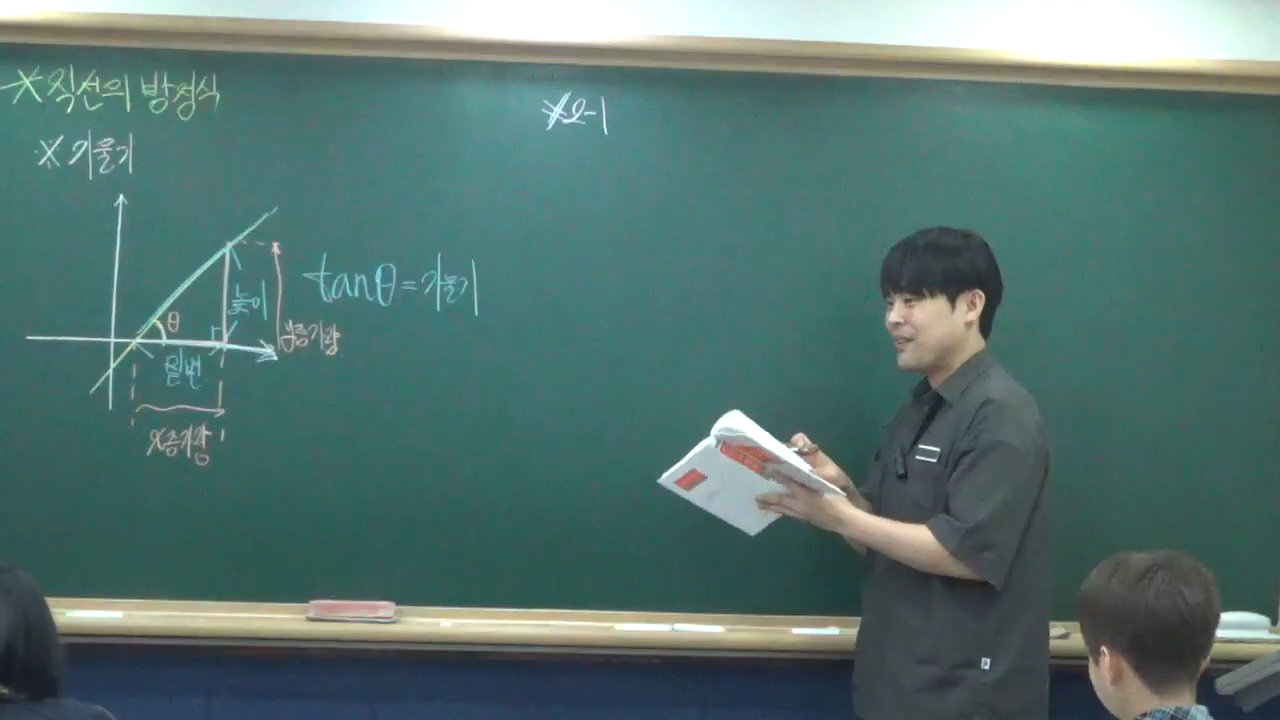 ※직선의 방정식
※기울기
※2-1
tanθ=기울기
높이
θ
y증가량
밑변
x증가량